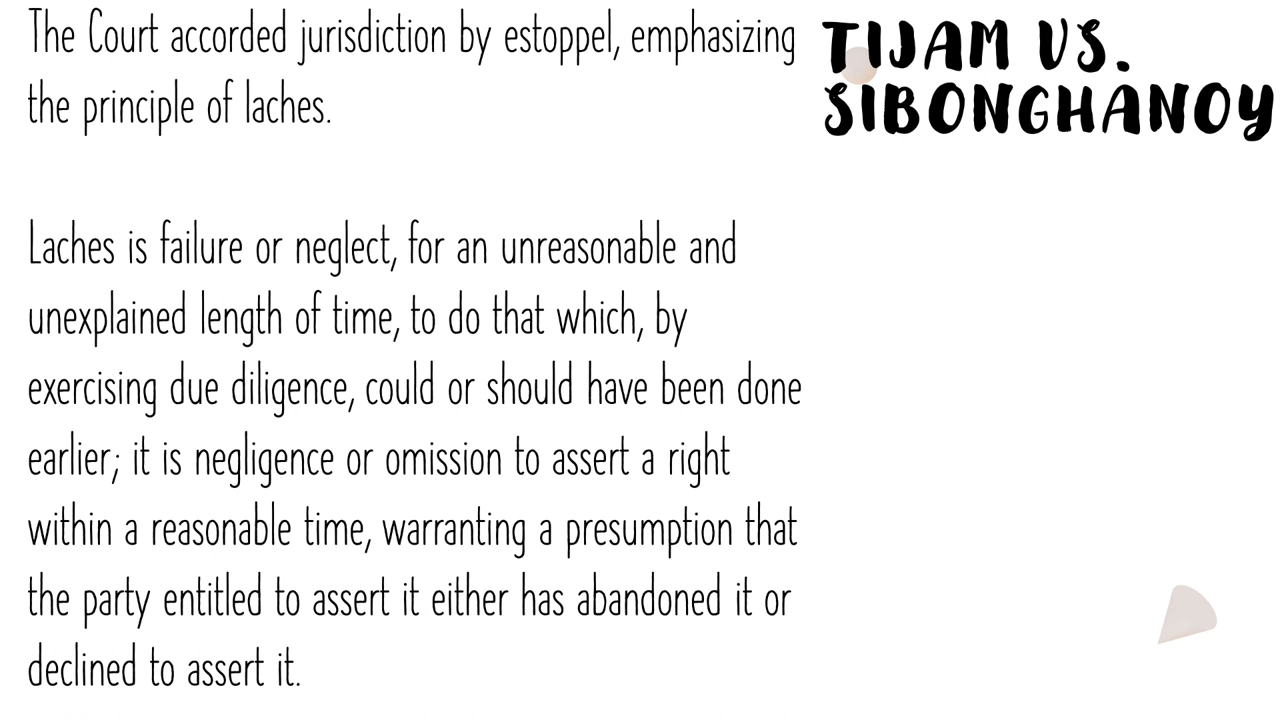 The Court accorded jurisdiction by estoppel, emphasizing
the principle of laches.
Laches is failure or neglect, for an unreasonable and
unexplained length of time, to do that which, by
exercising due diligence, could or should have been done
earlier; it is negligence or omission to assert a right
within a reasonable time, warranting a presumption that
the party entitled to assert it either has abandoned it or
declined to assert it.
TIJAM VS.
SIBONGHANOY